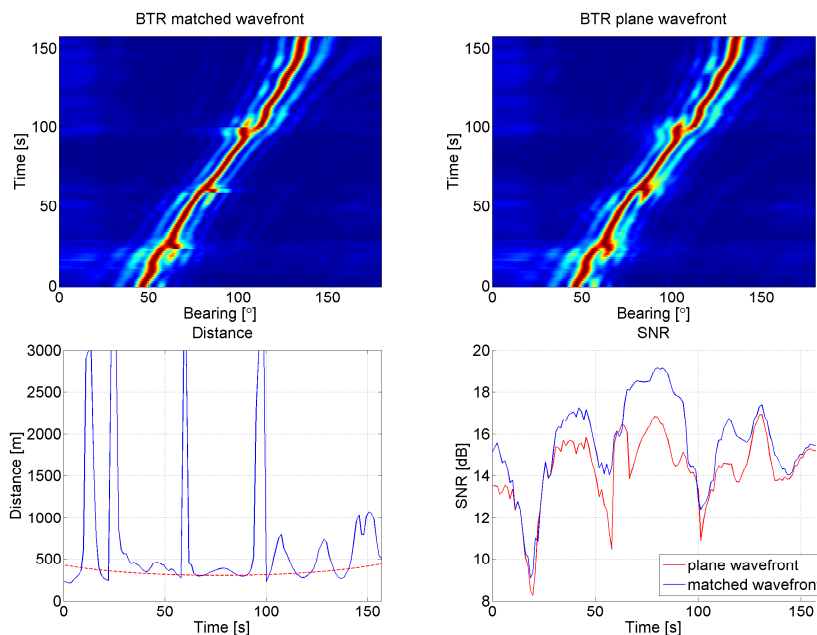 BTR matched wavefront
150
100
50
0
Time [s]
0 50 100 150
Bearing [°]
BTR plane wavefront
150
100
50
0
Time [s]
0 50 100 150
Bearing [°]
Distance
3000
2500
2000
1500
1000
500
0
Distance [m]
0 50 100 150
Time [s]
SNR
20
18
16
14
12
10
8
SNR [dB]
plane wavefront
matched wavefront
0 50 100 150
Time [s]